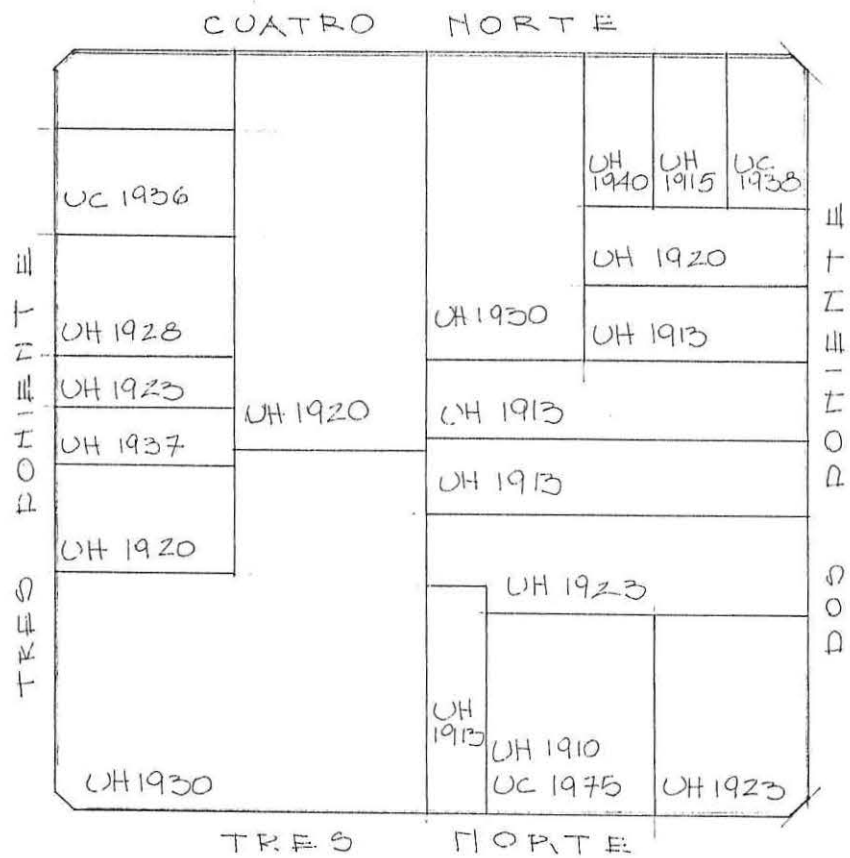 CUATRO NORTE
UH
1940
UH
1915
UC
1938
UC 1936
UH 1920
UH 1928
UH 1930
UH 1913
UH 1923
UH 1920
UH 1913
UH 1937
UH 1913
UH 1920
UH 1923
UH
1913
UH 1910
UC 1975
UH 1923
UH 1930
TRES PONIENTE
DOS PONIENTE
TRES NORTE